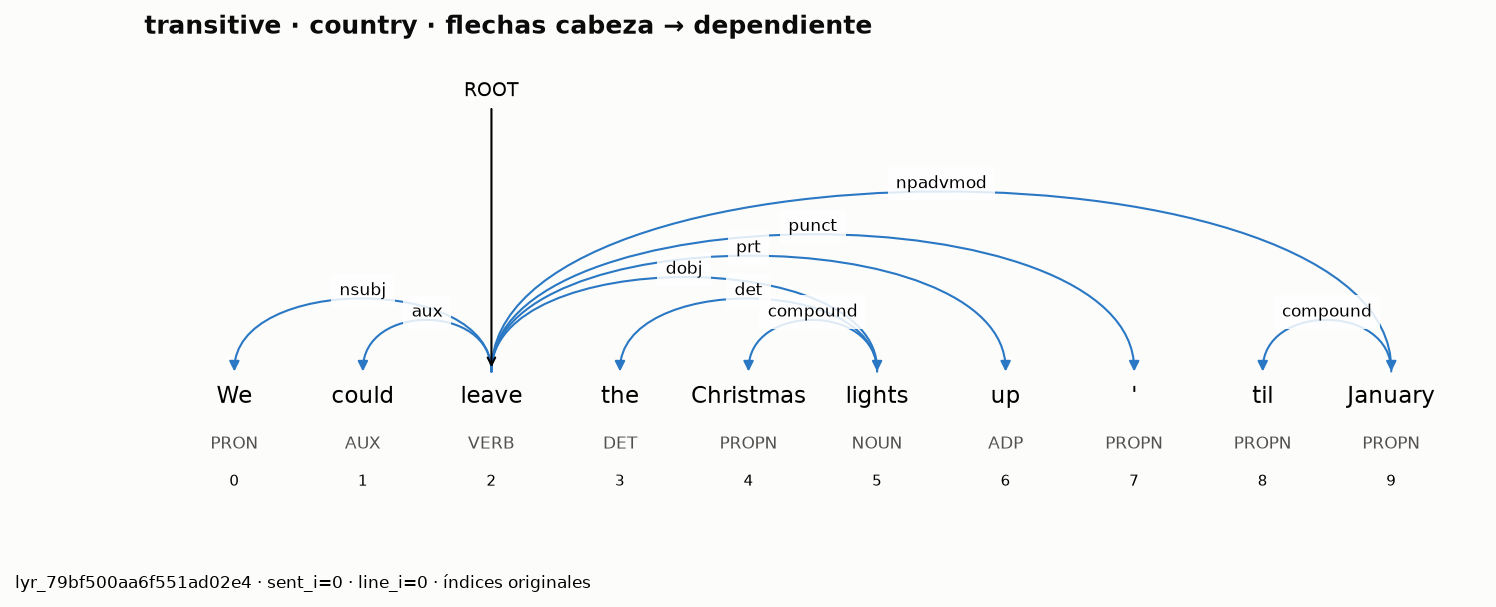 transitive · country · flechas cabeza → dependiente
ROOT
npadvmod
punct
prt
dobj
nsubj det
aux compound compound
We could leave the Christmas lights up ' til January
PRON AUX VERB DET PROPN NOUN ADP PROPN PROPN PROPN
0 1 2 3 4 5 6 7 8 9
lyr_79bf500aa6f551ad02e4 · sent_i=0 · line_i=0 · índices originales